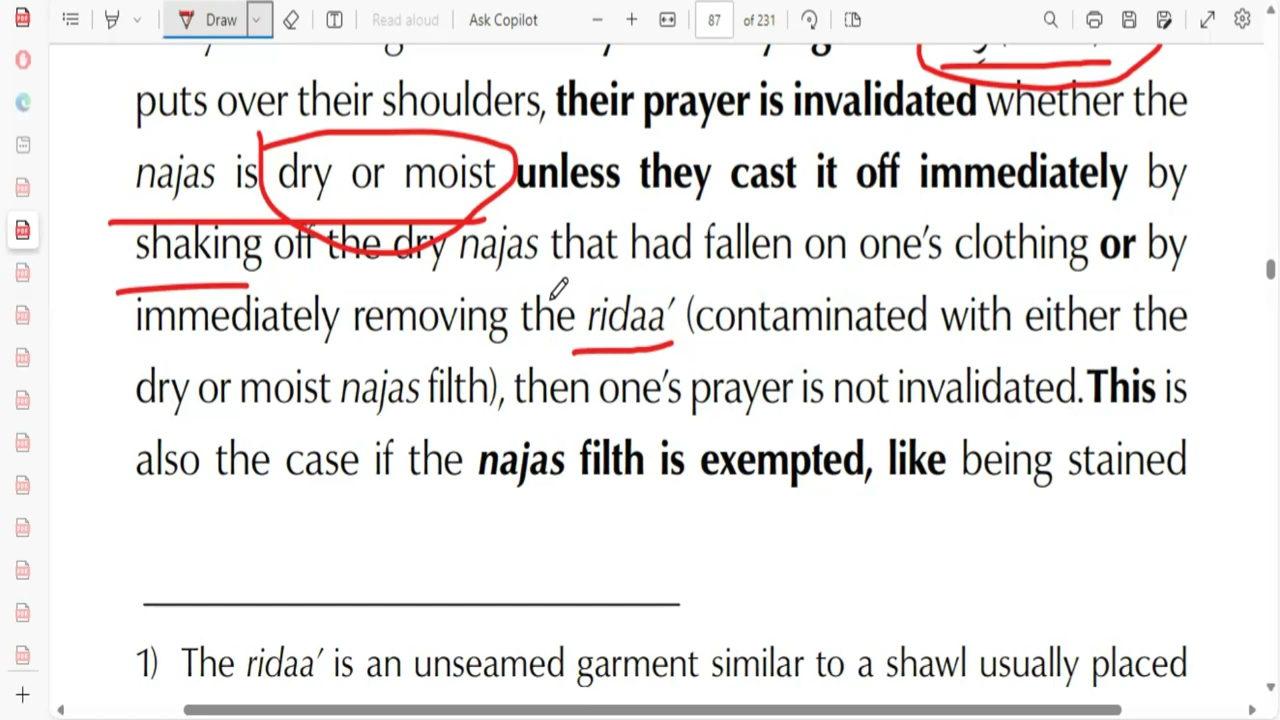 Draw
Read aloud
Ask Copilot
87 of 231
puts over their shoulders, their prayer is invalidated whether the
najas is dry or moist unless they cast it off immediately by
shaking off the dry najas that had fallen on one’s clothing or by
immediately removing the ridaa’ (contaminated with either the
dry or moist najas filth), then one’s prayer is not invalidated. This is
also the case if the najas filth is exempted, like being stained
1) The ridaa’ is an unseamed garment similar to a shawl usually placed